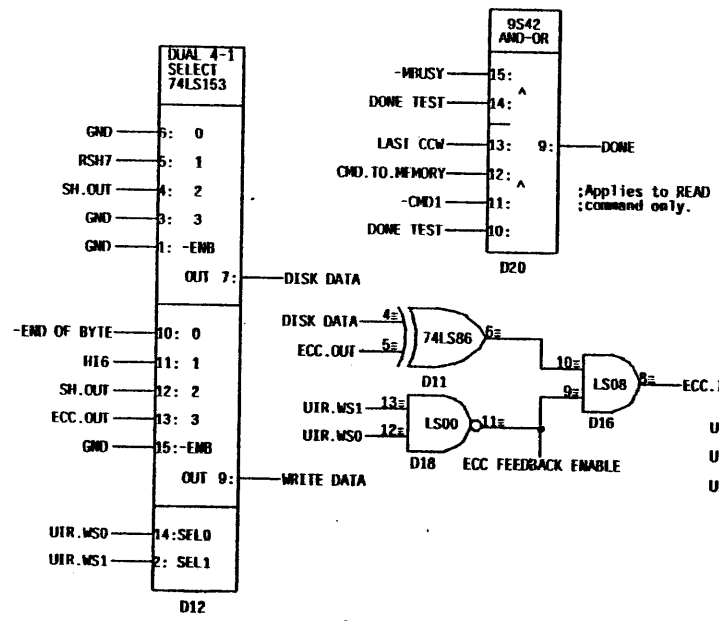 DUAL 4-1
SELECT
74LS153
GND 6: 0
RSH7 5: 1
SH.OUT 4: 2
GND 3: 3
GND 1: -ENB
OUT 7: DISK DATA
-END OF BYTE 10: 0
HI6 11: 1
SH.OUT 12: 2
ECC.OUT 13: 3
GND 15:-ENB
OUT 9: WRITE DATA
UIR.WS0 14:SEL0
UIR.WS1 2: SEL1
D12
9S42
AND-OR
-MBUSY 15:
DONE TEST 14: ^
LAST CCW 13: 9: DONE
CMD.TO.MEMORY 12: ^
-CMD1 11:
DONE TEST 10:
D20
;Applies to READ
;command only.
DISK DATA 4≡
ECC.OUT 5≡
74LS86 6≡
D11
UIR.WS1 13≡
UIR.WS0 12≡
LS00 11≡
D18
ECC FEEDBACK ENABLE
10≡
9≡
LS08 8≡ ECC.
D16
U
U
U